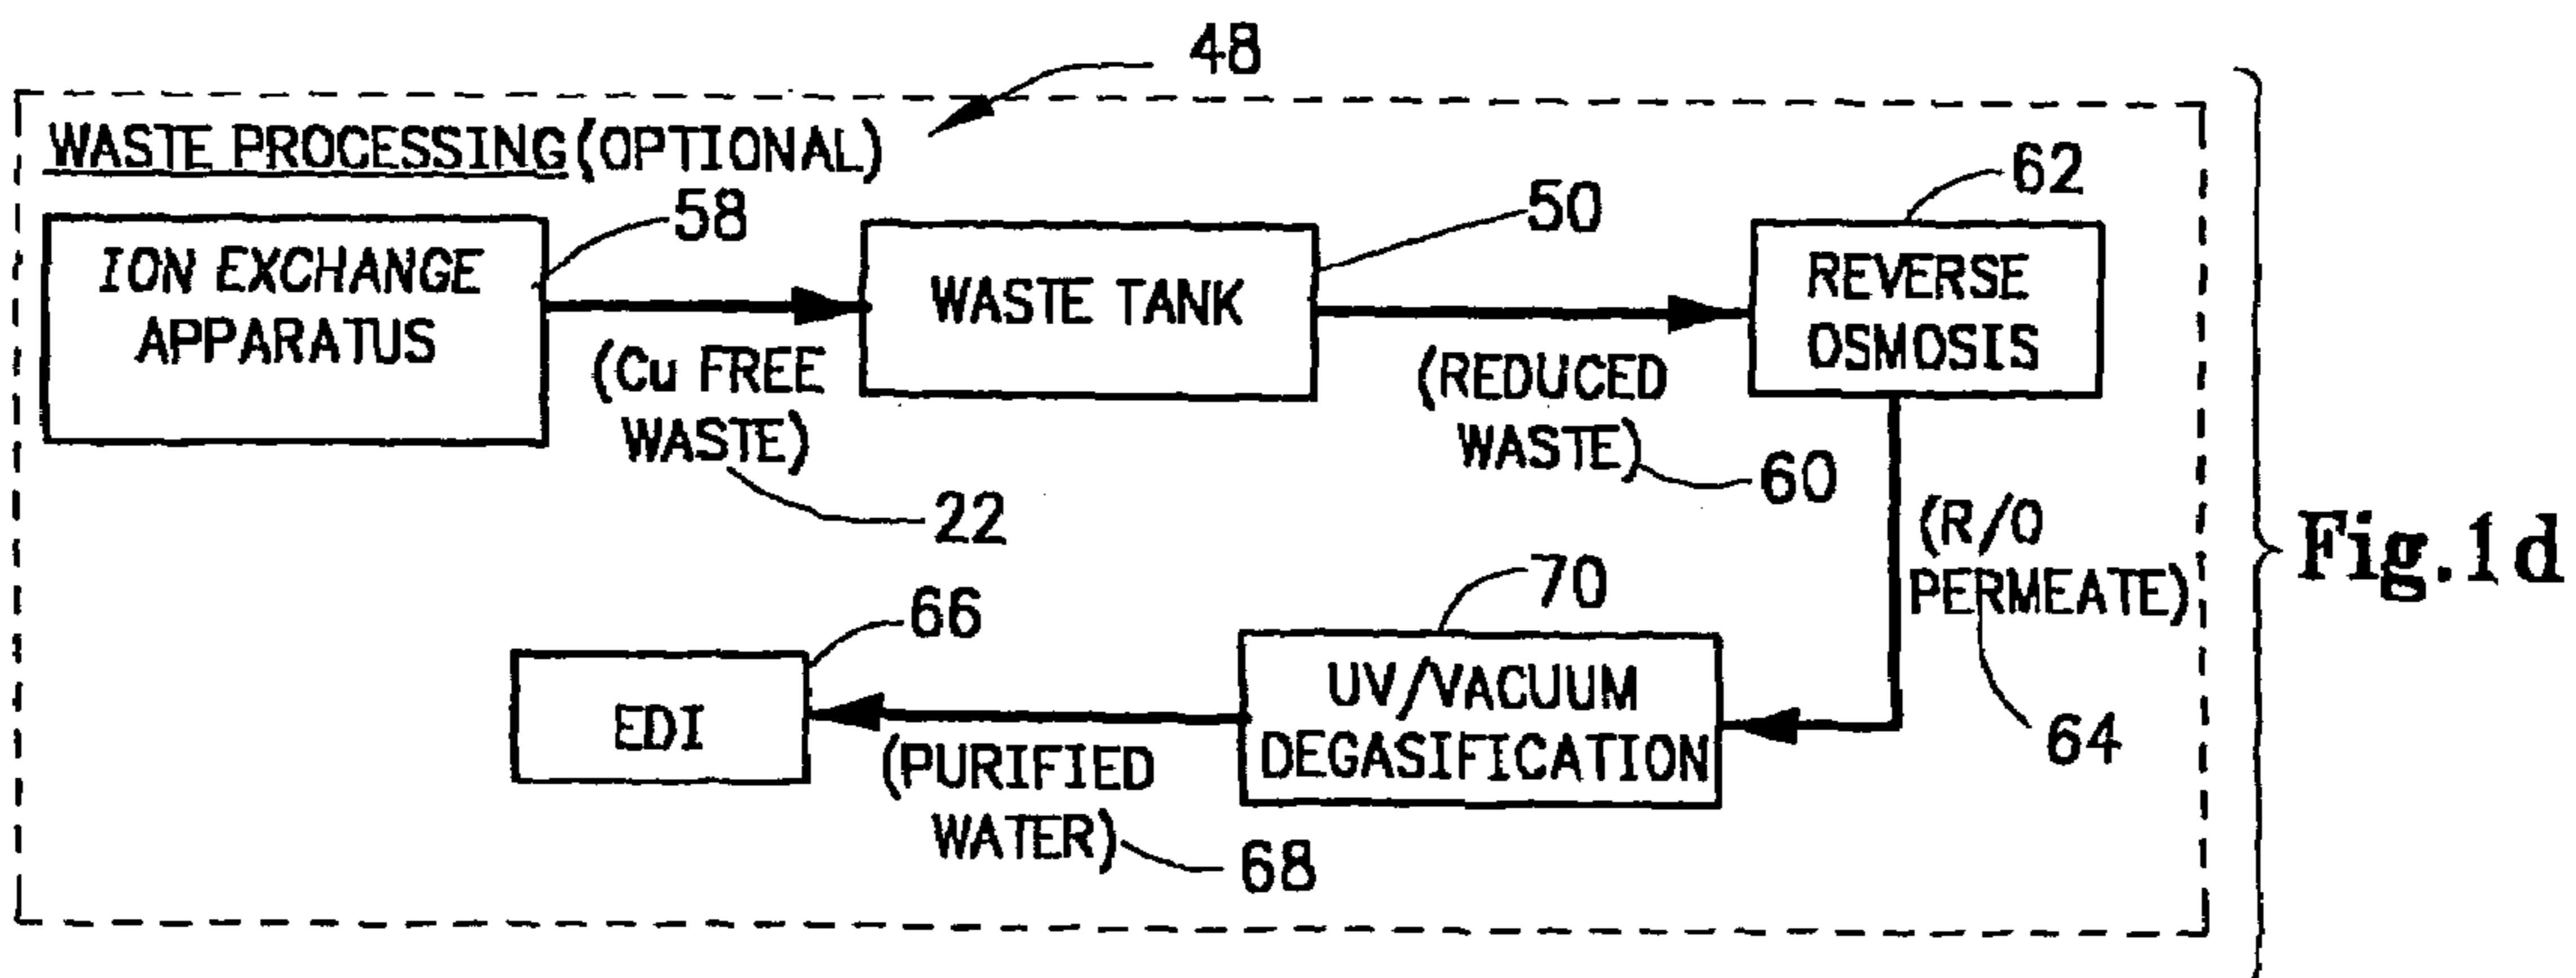 48
WASTE PROCESSING (OPTIONAL)
58
50
62
ION EXCHANGE
APPARATUS
WASTE TANK
REVERSE
OSMOSIS
(Cu FREE
WASTE)
22
(REDUCED
WASTE)
60
(R/O
PERMEATE)
64
Fig.1d
70
66
UV/VACUUM
DEGASIFICATION
EDI
(PURIFIED
WATER)
68